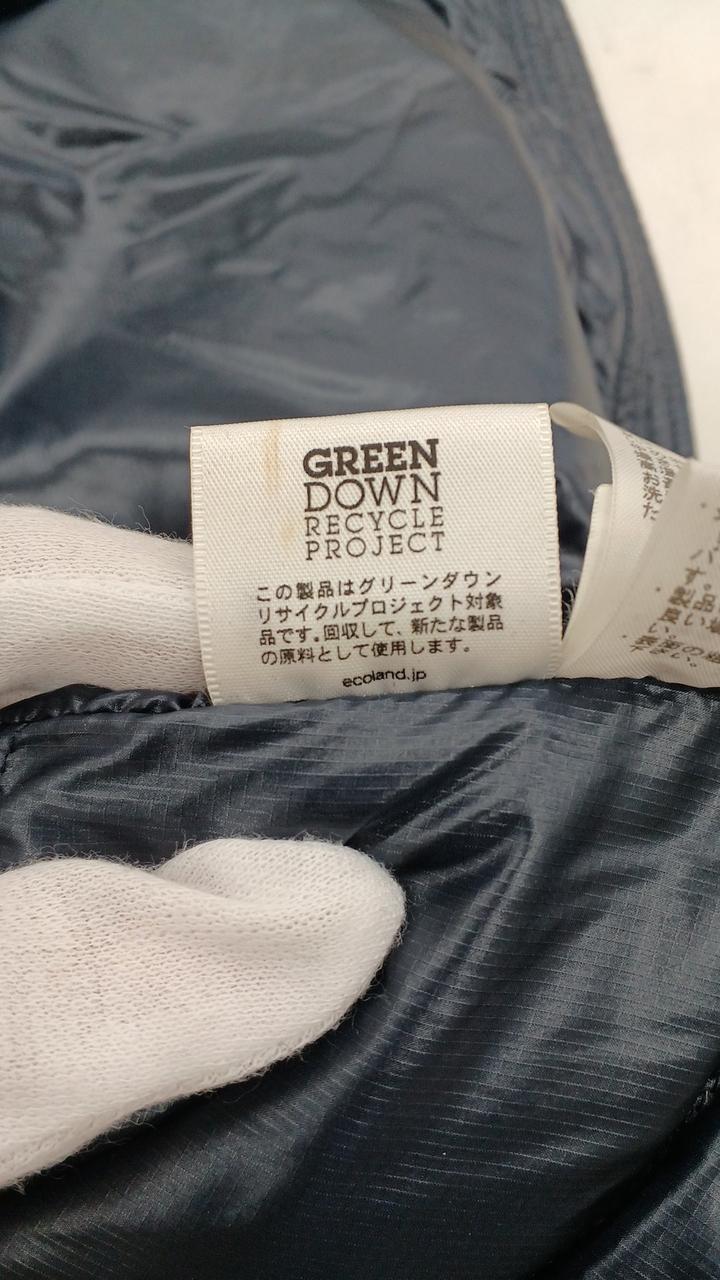 GREEN
DOWN
RECYCLE
PROJECT
この製品はグリーンダウン
リサイクルプロジェクト対象
品です。回収して、新たな製品
の原料として使用します。
ecoland.jp